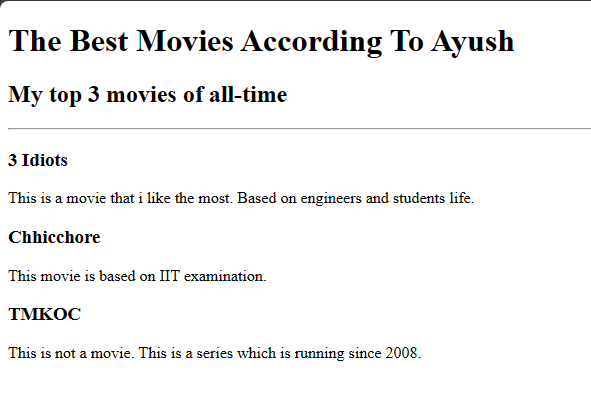 The Best Movies According To Ayush
My top 3 movies of all-time
3 Idiots
This is a movie that i like the most. Based on engineers and students life.
Chhicchore
This movie is based on IIT examination.
TMKOC
This is not a movie. This is a series which is running since 2008.